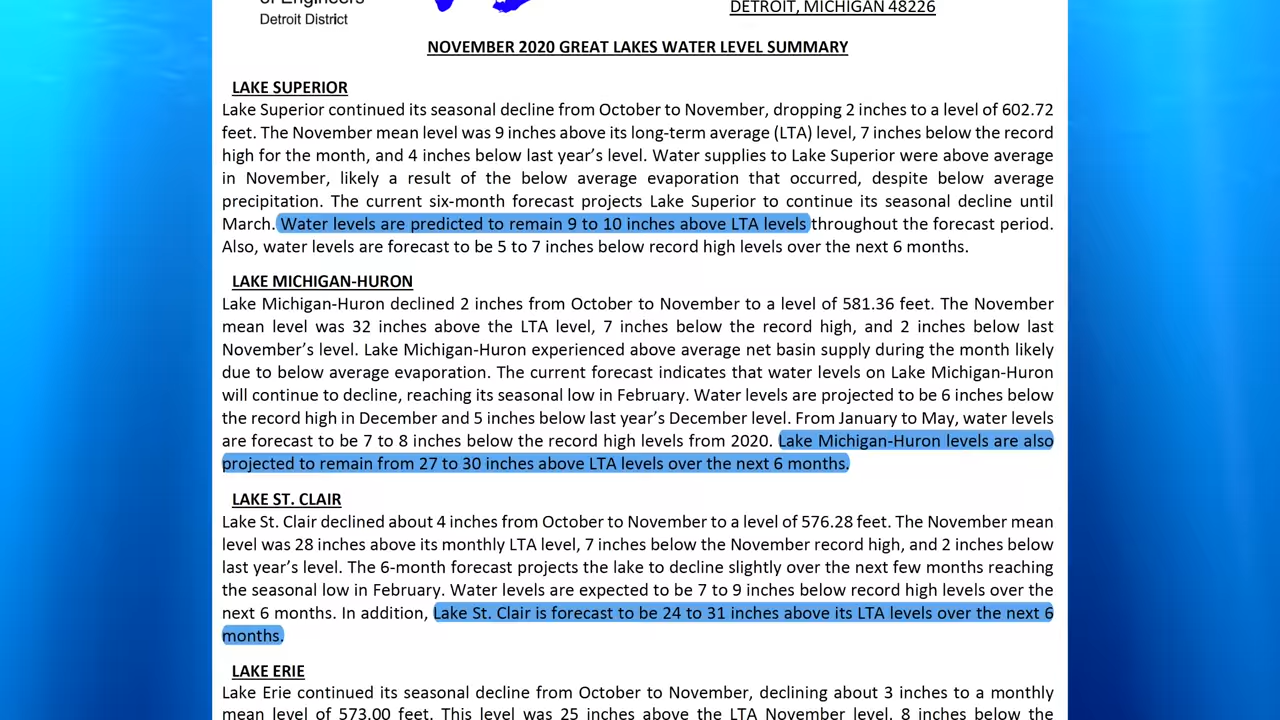 of Engineers
Detroit District
DETROIT, MICHIGAN 48226
NOVEMBER 2020 GREAT LAKES WATER LEVEL SUMMARY
LAKE SUPERIOR
Lake Superior continued its seasonal decline from October to November, dropping 2 inches to a level of 602.72
feet. The November mean level was 9 inches above its long-term average (LTA) level, 7 inches below the record
high for the month, and 4 inches below last year’s level. Water supplies to Lake Superior were above average
in November, likely a result of the below average evaporation that occurred, despite below average
precipitation. The current six-month forecast projects Lake Superior to continue its seasonal decline until
March. Water levels are predicted to remain 9 to 10 inches above LTA levels throughout the forecast period.
Also, water levels are forecast to be 5 to 7 inches below record high levels over the next 6 months.
LAKE MICHIGAN-HURON
Lake Michigan-Huron declined 2 inches from October to November to a level of 581.36 feet. The November
mean level was 32 inches above the LTA level, 7 inches below the record high, and 2 inches below last
November’s level. Lake Michigan-Huron experienced above average net basin supply during the month likely
due to below average evaporation. The current forecast indicates that water levels on Lake Michigan-Huron
will continue to decline, reaching its seasonal low in February. Water levels are projected to be 6 inches below
the record high in December and 5 inches below last year’s December level. From January to May, water levels
are forecast to be 7 to 8 inches below the record high levels from 2020. Lake Michigan-Huron levels are also
projected to remain from 27 to 30 inches above LTA levels over the next 6 months.
LAKE ST. CLAIR
Lake St. Clair declined about 4 inches from October to November to a level of 576.28 feet. The November mean
level was 28 inches above its monthly LTA level, 7 inches below the November record high, and 2 inches below
last year’s level. The 6-month forecast projects the lake to decline slightly over the next few months reaching
the seasonal low in February. Water levels are expected to be 7 to 9 inches below record high levels over the
next 6 months. In addition, Lake St. Clair is forecast to be 24 to 31 inches above its LTA levels over the next 6
months.
LAKE ERIE
Lake Erie continued its seasonal decline from October to November, declining about 3 inches to a monthly
mean level of 573.00 feet. This level was 25 inches above the LTA November level, 8 inches below the